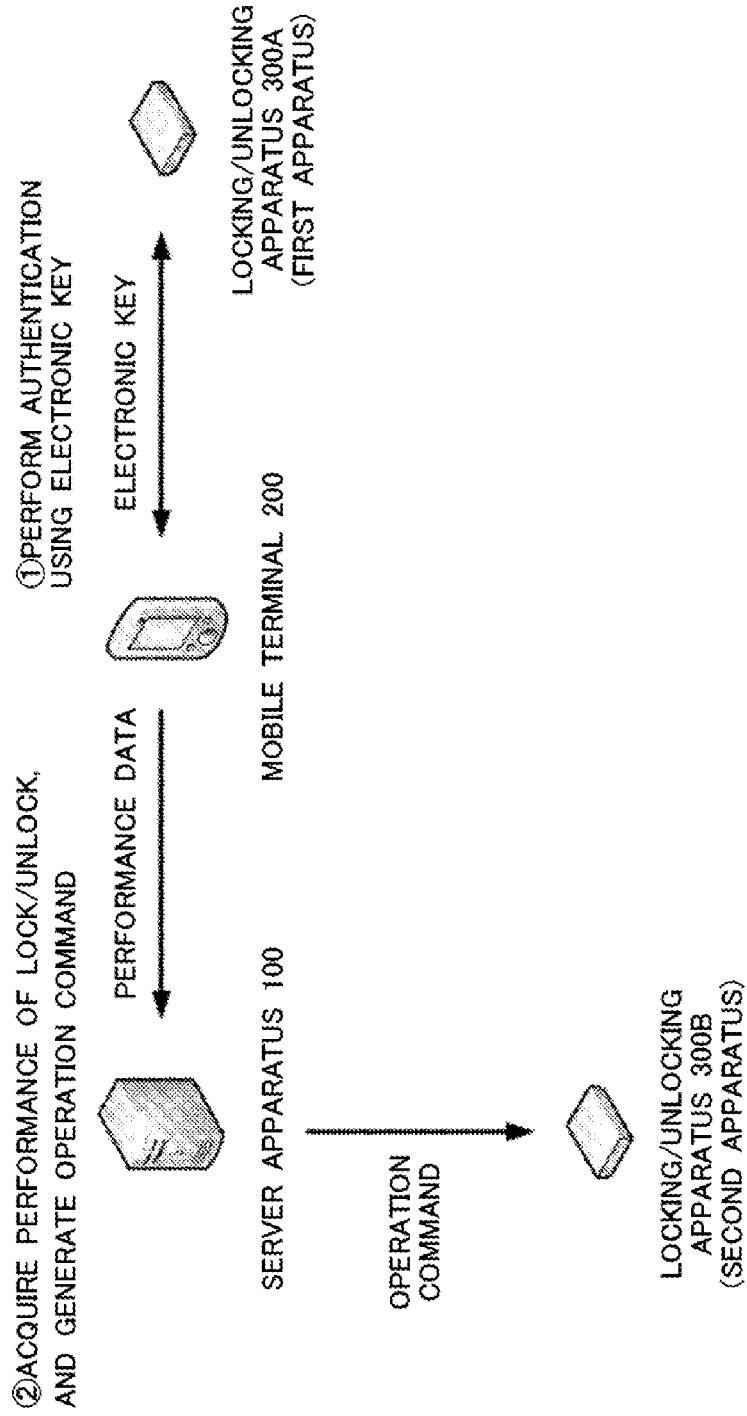 ②ACQUIRE PERFORMANCE OF LOCK/UNLOCK,
AND GENERATE OPERATION COMMAND
①PERFORM AUTHENTICATION
USING ELECTRONIC KEY
PERFORMANCE DATA
ELECTRONIC KEY
SERVER APPARATUS 100
MOBILE TERMINAL 200
LOCKING/UNLOCKING
APPARATUS 300A
(FIRST APPARATUS)
OPERATION
COMMAND
LOCKING/UNLOCKING
APPARATUS 300B
(SECOND APPARATUS)